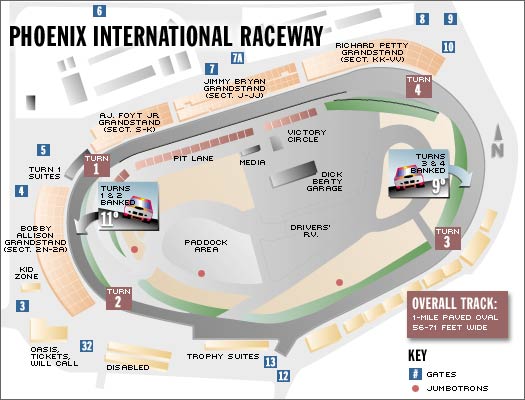 6
8
9
PHOENIX INTERNATIONAL RACEWAY
7A
10
RICHARD PETTY
GRANDSTAND
(SECT. KK-VV)
7
JIMMY BRYAN
GRANDSTAND
(SECT. J-JJ)
TURN
4
A.J. FOYT JR.
GRANDSTAND
(SECT. S-K)
VICTORY
CIRCLE
N
5
TURN 1
SUITES
TURN
1
PIT LANE
MEDIA
TURNS
3 & 4
BANKED
9°
4
TURNS
1 & 2
BANKED
11°
DICK
BEATY
GARAGE
BOBBY
ALLISON
GRANDSTAND
(SECT. 2N-2A)
DRIVERS'
RV.
TURN
3
PADDOCK
AREA
KID
ZONE
TURN
2
3
OVERALL TRACK:
1-MILE PAVED OVAL
56-71 FEET WIDE
OASIS,
TICKETS,
WILL CALL
32
DISABLED
TROPHY SUITES
13
12
KEY
# GATES
JUMBOTRONS